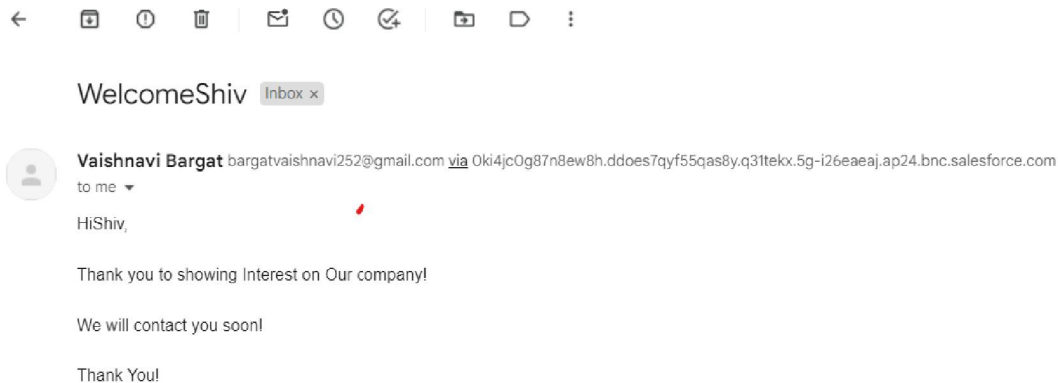 WelcomeShiv Inbox ×
Vaishnavi Bargat bargatvaishnavi252@gmail.com via 0ki4jc0g87n8ew8h.ddoes7qyf55qas8y.q31tekx.5g-i26eaeaj.ap24.bnc.salesforce.com
to me
HiShiv,
Thank you to showing Interest on Our company!
We will contact you soon!
Thank You!